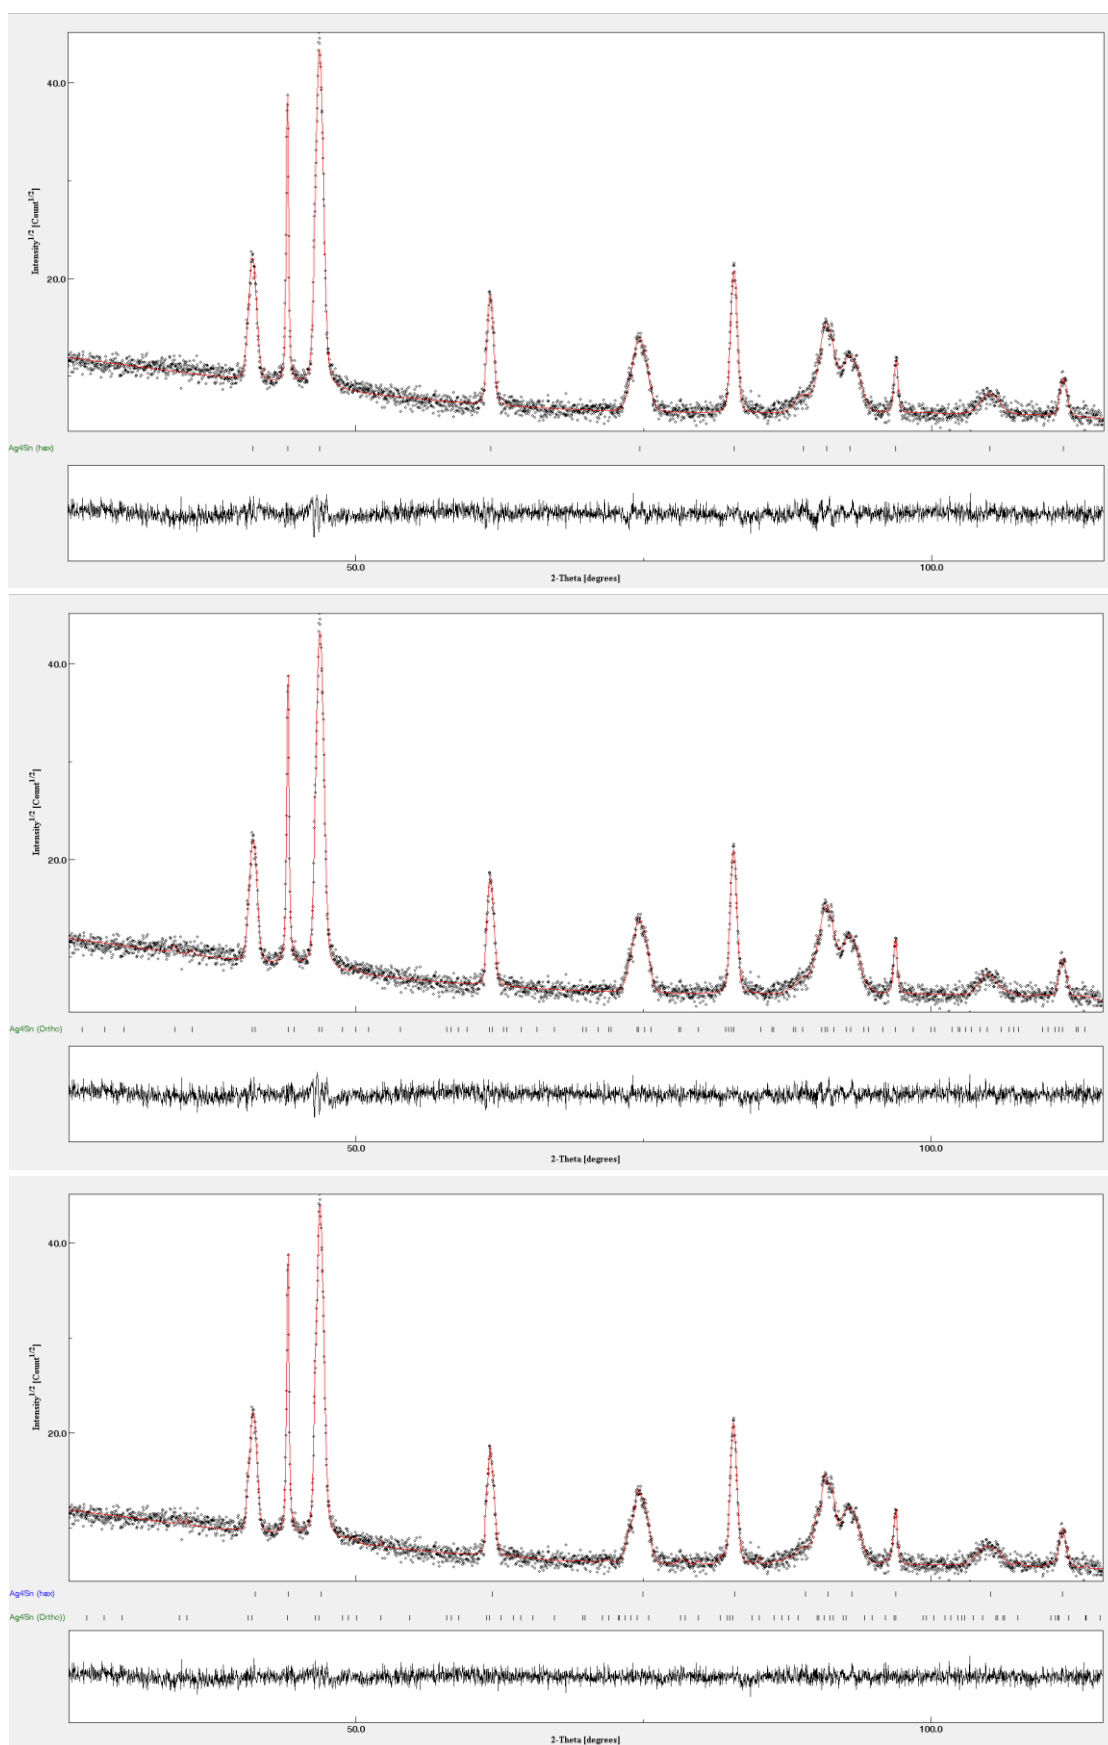 40.0
Intensity^1/2 [Count^1/2]
20.0
Ag4Sn (hex)
50.0
100.0
2-Theta [degrees]
40.0
Intensity^1/2 [Count^1/2]
20.0
Ag4Sn (Ortho)
50.0
100.0
2-Theta [degrees]
40.0
Intensity^1/2 [Count^1/2]
20.0
Ag4Sn (hex)
Ag4Sn (Ortho))
50.0
100.0
2-Theta [degrees]